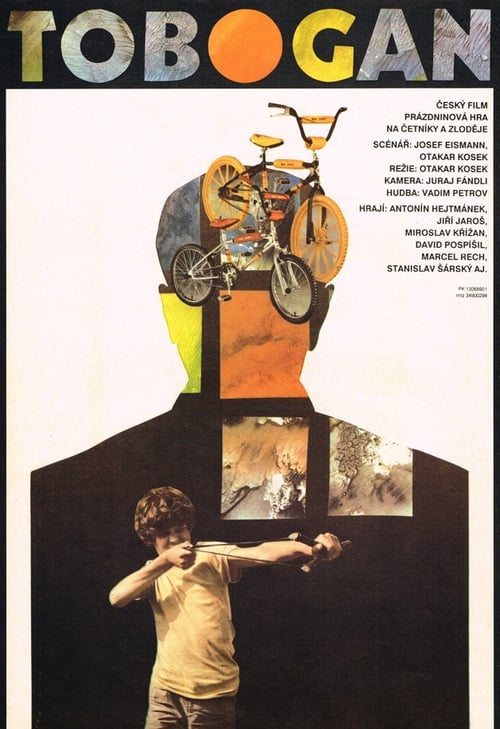 TOBOGAN
ČESKÝ FILM
PRÁZDNINOVÁ HRA
NA ČETNÍKY A ZLODĚJE
SCÉNÁŘ: JOSEF EISMANN,
OTAKAR KOSEK
REŽIE: OTAKAR KOSEK
KAMERA: JURAJ FÁNDLI
HUDBA: VADIM PETROV
HRAJÍ: ANTONÍN HEJTMÁNEK,
JIŘÍ JAROŠ,
MIROSLAV KŘÍŽAN,
DAVID POSPÍŠIL,
MARCEL RECH,
STANISLAV ŠÁRSKÝ AJ.